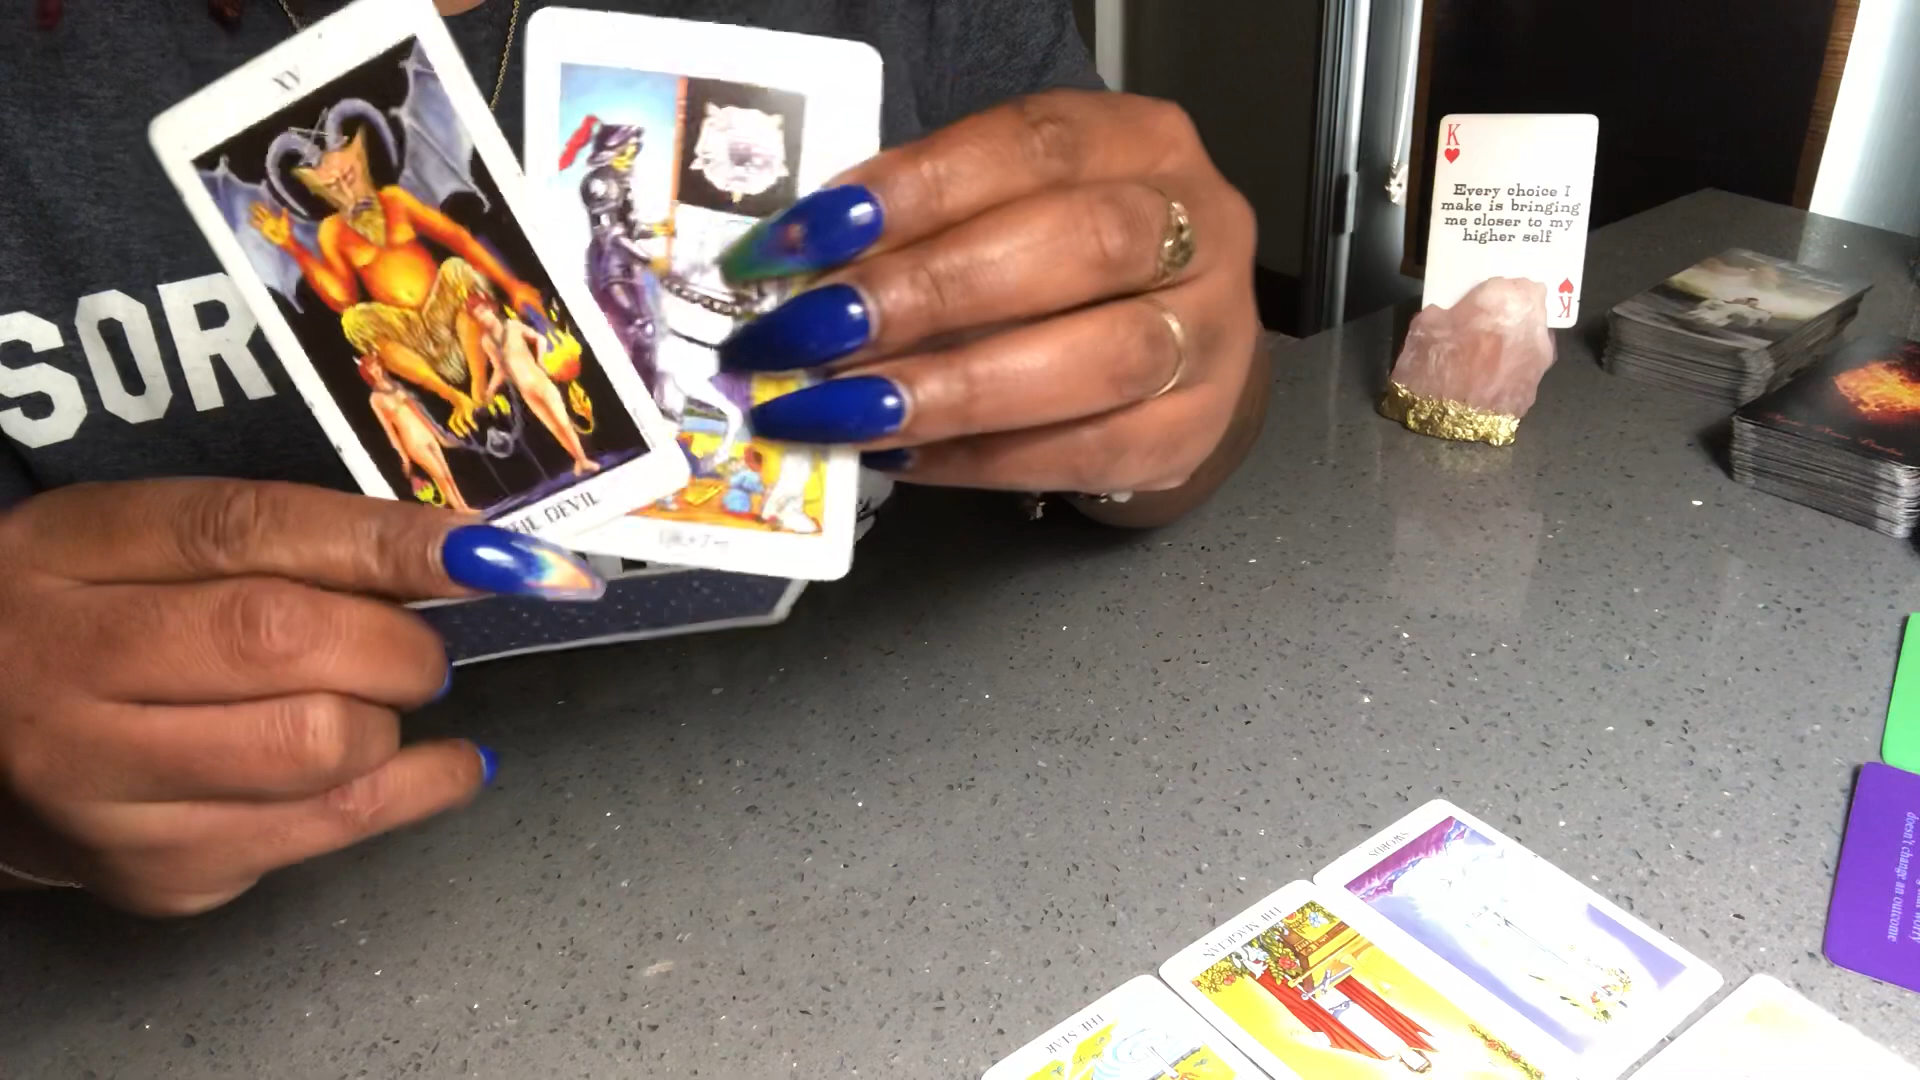 XV
SOR
THE DEVIL
K
Every choice I
make is bringing
me closer to my
higher self
K
SWORDS
THE MAGICIAN
THE STAR
worry
doesn't change an outcome